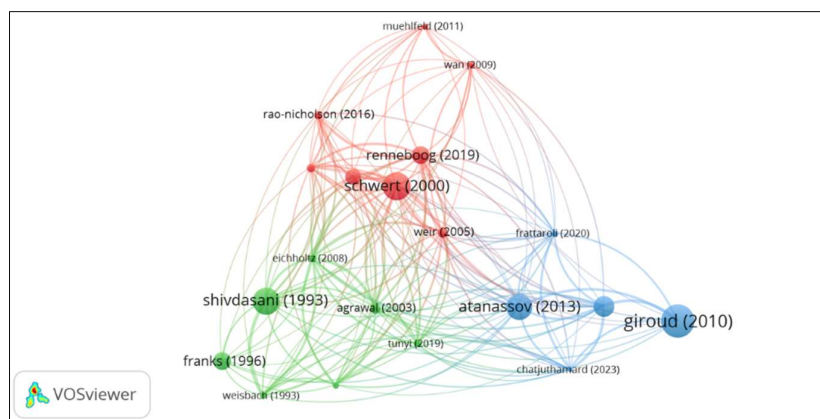 muehlfeld (2011)
wan (2009)
rao-nicholson (2016)
renneboog (2019)
schwert (2000)
weir (2005)
frattaroli (2020)
eichholtz (2008)
shivdasani (1993)
agrawal (2003)
atanassov (2013)
giroud (2010)
tunyi (2019)
franks (1996)
chatjuthamard (2023)
weisbach (1993)
VOSviewer